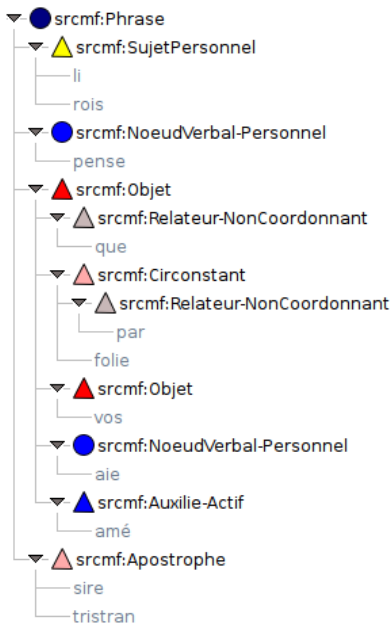 srcmf:Phrase
srcmf:SujetPersonnel
li
rois
srcmf:NoeudVerbal-Personnel
pense
srcmf:Objet
srcmf:Relateur-NonCoordonnant
que
srcmf:Circonstant
srcmf:Relateur-NonCoordonnant
par
folie
srcmf:Objet
vos
srcmf:NoeudVerbal-Personnel
aie
srcmf:Auxilie-Actif
amé
srcmf:Apostrophe
sire
tristran